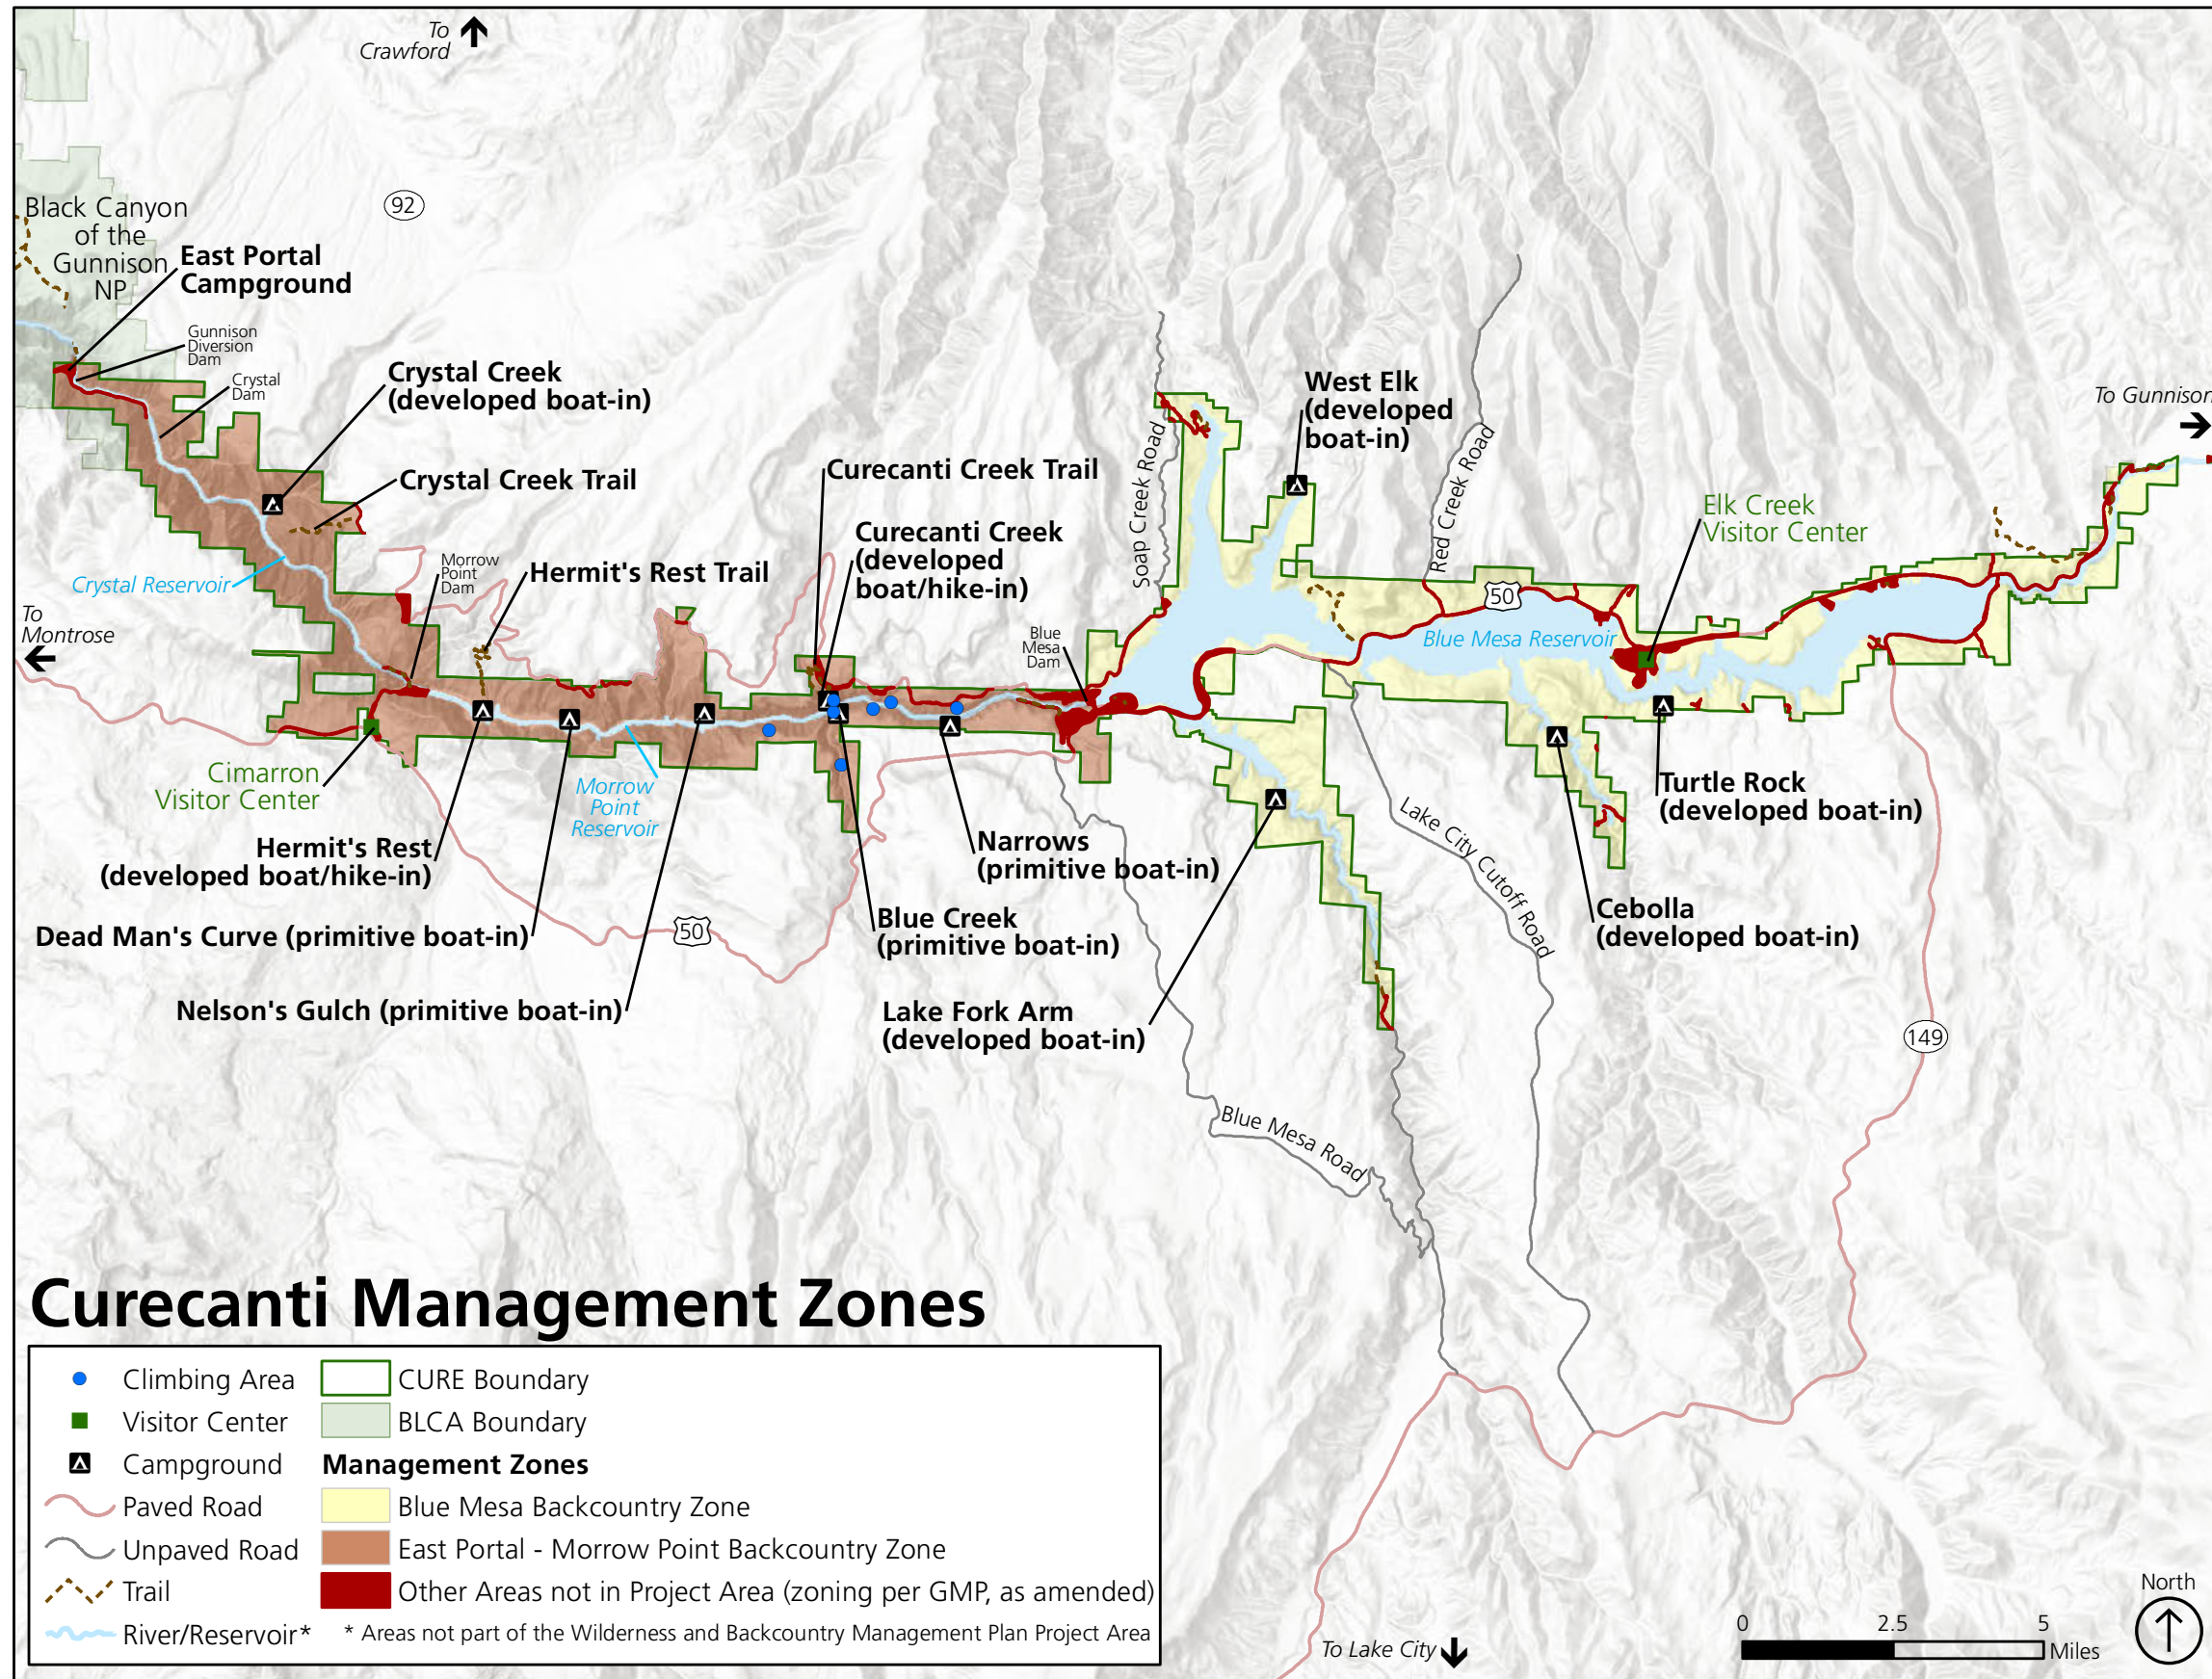 To
Crawford
92
Black Canyon
of the
Gunnison
NP
East Portal
Campground
Gunnison
Diversion
Dam
Crystal
Dam
Crystal Creek
(developed boat-in)
Crystal Creek Trail
Crystal Reservoir
To
Montrose
Morrow
Point
Dam
Hermit's Rest Trail
Curecanti Creek Trail
Curecanti Creek
(developed
boat/hike-in)
Blue
Mesa
Dam
Soap Creek Road
West Elk
(developed
boat-in)
Red Creek Road
50
Blue Mesa Reservoir
Elk Creek
Visitor Center
To Gunnison
Cimarron
Visitor Center
Hermit's Rest
(developed boat/hike-in)
Dead Man's Curve (primitive boat-in)
Nelson's Gulch (primitive boat-in)
Morrow
Point
Reservoir
50
Narrows
(primitive boat-in)
Blue Creek
(primitive boat-in)
Lake Fork Arm
(developed boat-in)
Lake City Cutoff Road
Turtle Rock
(developed boat-in)
Cebolla
(developed boat-in)
149
Blue Mesa Road
Curecanti Management Zones
Climbing Area
Visitor Center
Campground
Paved Road
Unpaved Road
Trail
River/Reservoir*
CURE Boundary
BLCA Boundary
Management Zones
Blue Mesa Backcountry Zone
East Portal - Morrow Point Backcountry Zone
Other Areas not in Project Area (zoning per GMP, as amended)
* Areas not part of the Wilderness and Backcountry Management Plan Project Area
To Lake City
0 2.5 5
Miles
North